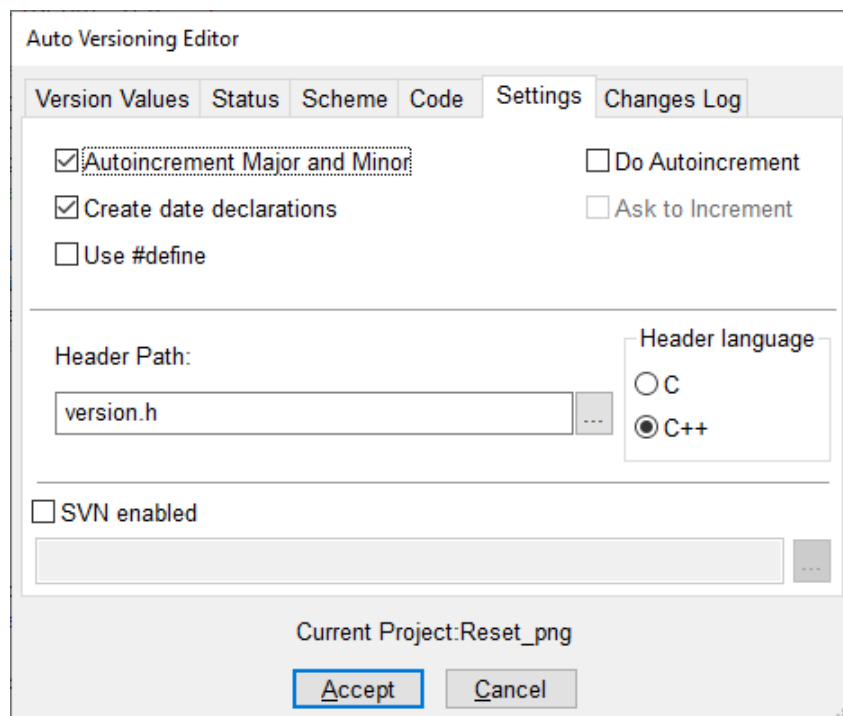 Auto Versioning Editor
Version Values Status Scheme Code Settings Changes Log
Autoincrement Major and Minor Do Autoincrement
Create date declarations Ask to Increment
Use #define
Header Path: Header language
C
version.h ... C++
SVN enabled
...
Current Project:Reset_png
Accept Cancel